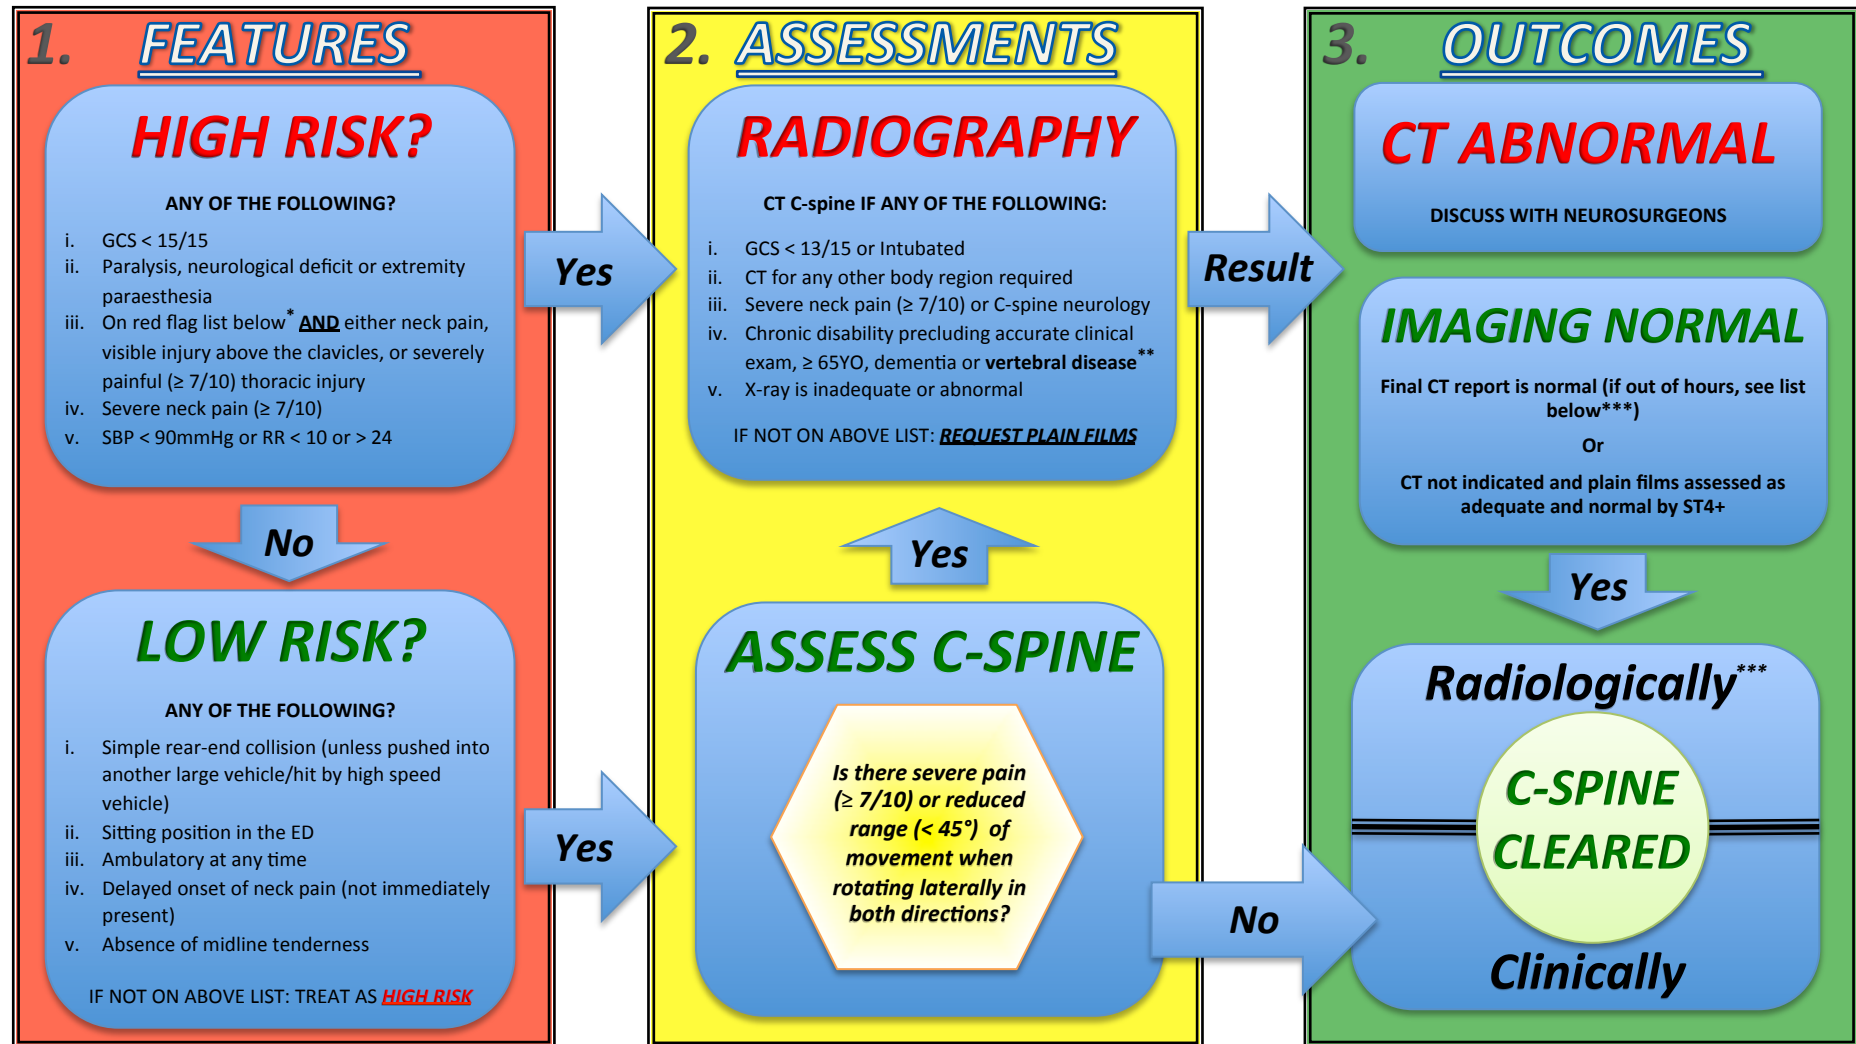 1. FEATURES
HIGH RISK?
ANY OF THE FOLLOWING?
i. GCS < 15/15
ii. Paralysis, neurological deficit or extremity
paraesthesia
iii. On red flag list below* AND either neck pain,
visible injury above the clavicles, or severely
painful (≥ 7/10) thoracic injury
iv. Severe neck pain (≥ 7/10)
v. SBP < 90mmHg or RR < 10 or > 24
Yes
No
LOW RISK?
ANY OF THE FOLLOWING?
i. Simple rear-end collision (unless pushed into
another large vehicle/hit by high speed
vehicle)
ii. Sitting position in the ED
iii. Ambulatory at any time
iv. Delayed onset of neck pain (not immediately
present)
v. Absence of midline tenderness
IF NOT ON ABOVE LIST: TREAT AS HIGH RISK
Yes
2. ASSESSMENTS
RADIOGRAPHY
CT C-spine IF ANY OF THE FOLLOWING:
i. GCS < 13/15 or Intubated
ii. CT for any other body region required
iii. Severe neck pain (≥ 7/10) or C-spine neurology
iv. Chronic disability precluding accurate clinical
exam, ≥ 65YO, dementia or vertebral disease**
v. X-ray is inadequate or abnormal
IF NOT ON ABOVE LIST: REQUEST PLAIN FILMS
Result
Yes
ASSESS C-SPINE
Is there severe pain
(≥ 7/10) or reduced
range (< 45°) of
movement when
rotating laterally in
both directions?
No
3. OUTCOMES
CT ABNORMAL
DISCUSS WITH NEUROSURGEONS
IMAGING NORMAL
Final CT report is normal (if out of hours, see list
below***)
Or
CT not indicated and plain films assessed as
adequate and normal by ST4+
Yes
Radiologically***
C-SPINE
CLEARED
Clinically